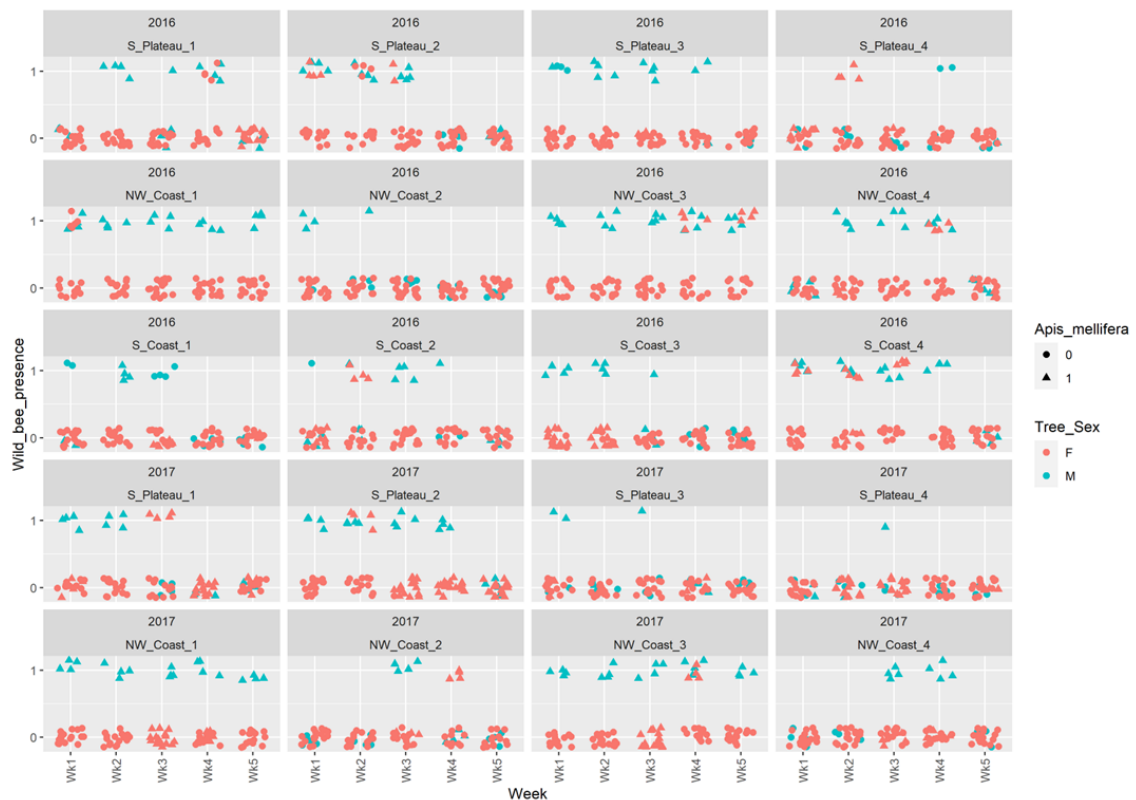 2016 2016 2016 2016
S_Plateau_1 S_Plateau_2 S_Plateau_3 S_Plateau_4
1
0
2016 2016 2016 2016
NW_Coast_1 NW_Coast_2 NW_Coast_3 NW_Coast_4
1
0
2016 2016 2016 2016
S_Coast_1 S_Coast_2 S_Coast_3 S_Coast_4
1
0
2017 2017 2017 2017
S_Plateau_1 S_Plateau_2 S_Plateau_3 S_Plateau_4
1
0
2017 2017 2017 2017
NW_Coast_1 NW_Coast_2 NW_Coast_3 NW_Coast_4
1
0
Wk1 Wk2 Wk3 Wk4 Wk5 Wk1 Wk2 Wk3 Wk4 Wk5 Wk1 Wk2 Wk3 Wk4 Wk5 Wk1 Wk2 Wk3 Wk4 Wk5
Week
Wild_bee_presence
Apis_mellifera
0
1
Tree_Sex
F
M